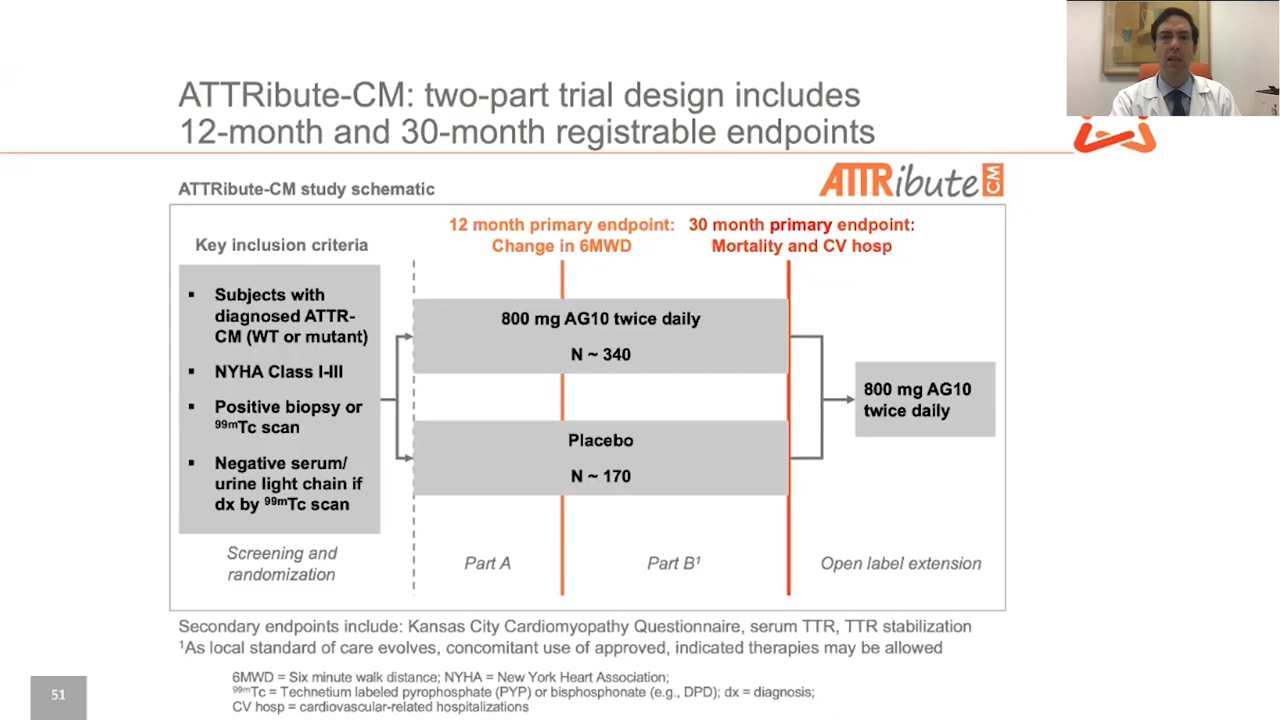 ATTRibute-CM: two-part trial design includes
12-month and 30-month registrable endpoints
ATTRibute-CM study schematic
ATTRibute CM
12 month primary endpoint:
Change in 6MWD
30 month primary endpoint:
Mortality and CV hosp
Key inclusion criteria
▪ Subjects with
diagnosed ATTR-
CM (WT or mutant)
▪ NYHA Class I-III
▪ Positive biopsy or
⁹⁹ᵐTc scan
▪ Negative serum/
urine light chain if
dx by ⁹⁹ᵐTc scan
800 mg AG10 twice daily
N ~ 340
Placebo
N ~ 170
800 mg AG10
twice daily
Screening and
randomization
Part A
Part B¹
Open label extension
Secondary endpoints include: Kansas City Cardiomyopathy Questionnaire, serum TTR, TTR stabilization
¹As local standard of care evolves, concomitant use of approved, indicated therapies may be allowed
6MWD = Six minute walk distance; NYHA = New York Heart Association;
⁹⁹ᵐTc = Technetium labeled pyrophosphate (PYP) or bisphosphonate (e.g., DPD); dx = diagnosis;
CV hosp = cardiovascular-related hospitalizations
51